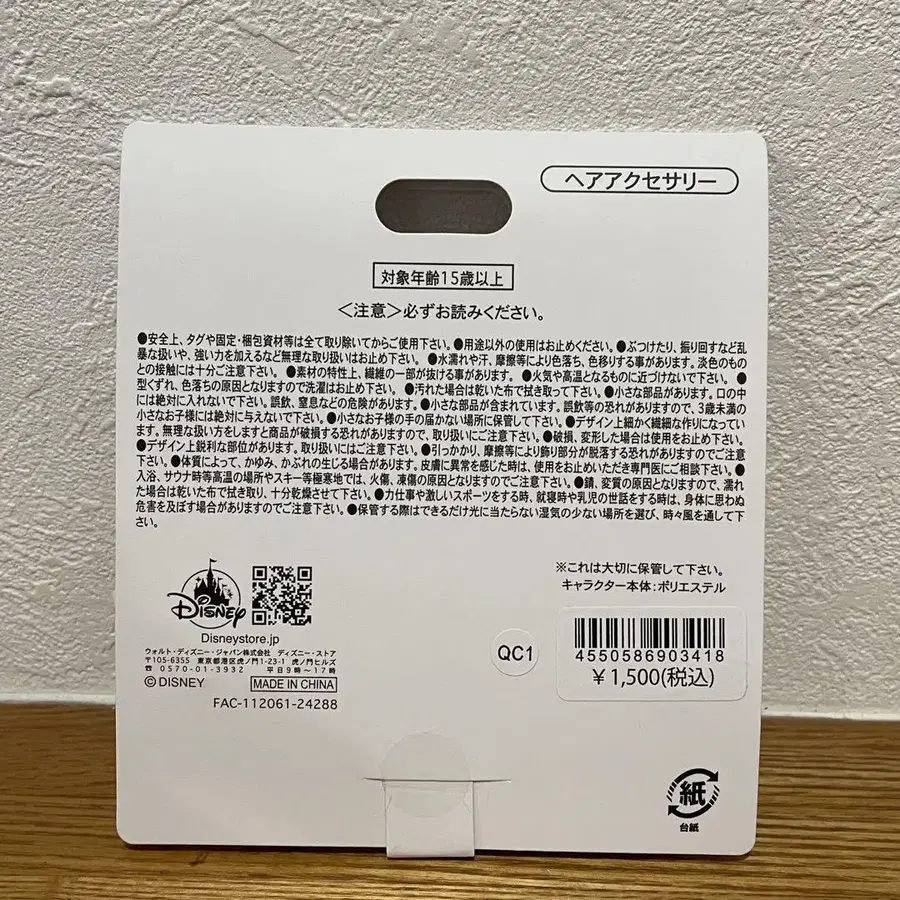 ヘアアクセサリー
対象年齢15歳以上
<注意>必ずお読みください。
●安全上、タグや固定・梱包資材等は全て取り除いてからご使用下さい。●用途以外の使用はお止めください。●ぶつけたり、振り回すなど乱
暴な扱いや、強い力を加えるなど無理な取り扱いはお止め下さい。●水濡れや汗、摩擦等により色落ち、色移りする事があります。淡色のもの
との接触には十分ご注意下さい。●素材の特性上、繊維の一部が抜ける事があります。●火気や高温となるものに近づけないで下さい。●
型くずれ、色落ちの原因となりますので洗濯はお止め下さい。●汚れた場合は乾いた布で拭き取って下さい。●小さな部品があります。口の中
には絶対に入れないで下さい。誤飲、窒息などの危険があります。●小さな部品が含まれています。誤飲等の恐れがありますので、3歳未満の
小さなお子様には絶対に与えないで下さい。●小さなお子様の手の届かない場所に保管して下さい。●デザイン上細かく繊細な作りになってい
ます。無理な扱い方をしますと商品が破損する恐れがありますので、取り扱いにご注意下さい。●破損、変形した場合は使用をお止め下さい。
●デザイン上鋭利な部位があります。取り扱いにはご注意下さい。●引っかかり、摩擦等により飾り部分が脱落する恐れがありますのでご注意
下さい。●体質によって、かゆみ、かぶれの生じる場合があります。皮膚に異常を感じた時は、使用をお止めいただき専門医にご相談下さい。●
入浴、サウナ時等高温の場所やスキー等極寒地では、火傷、凍傷の原因となりますのでご注意下さい。●錆、変質の原因となりますので、濡れ
た場合は乾いた布で拭き取り、十分乾燥させて下さい。●力仕事や激しいスポーツをする時、就寝時や乳児の世話をする時は、身体に思わぬ
危害を及ぼす場合がありますのでご注意下さい。●保管する際はできるだけ光に当たらない湿気の少ない場所を選び、時々風を通して下
さい。
※これは大切に保管して下さい。
キャラクター本体:ポリエステル
Disney
Disneystore.jp
ウォルト・ディズニー・ジャパン株式会社 ディズニー・ストア
〒105-6355 東京都港区虎ノ門1-23-1 虎ノ門ヒルズ
☎ 0570-01-3932 平日9時～17時
©DISNEY MADE IN CHINA
FAC-112061-24288
QC1
4550586903418
¥1,500(税込)
紙
台紙